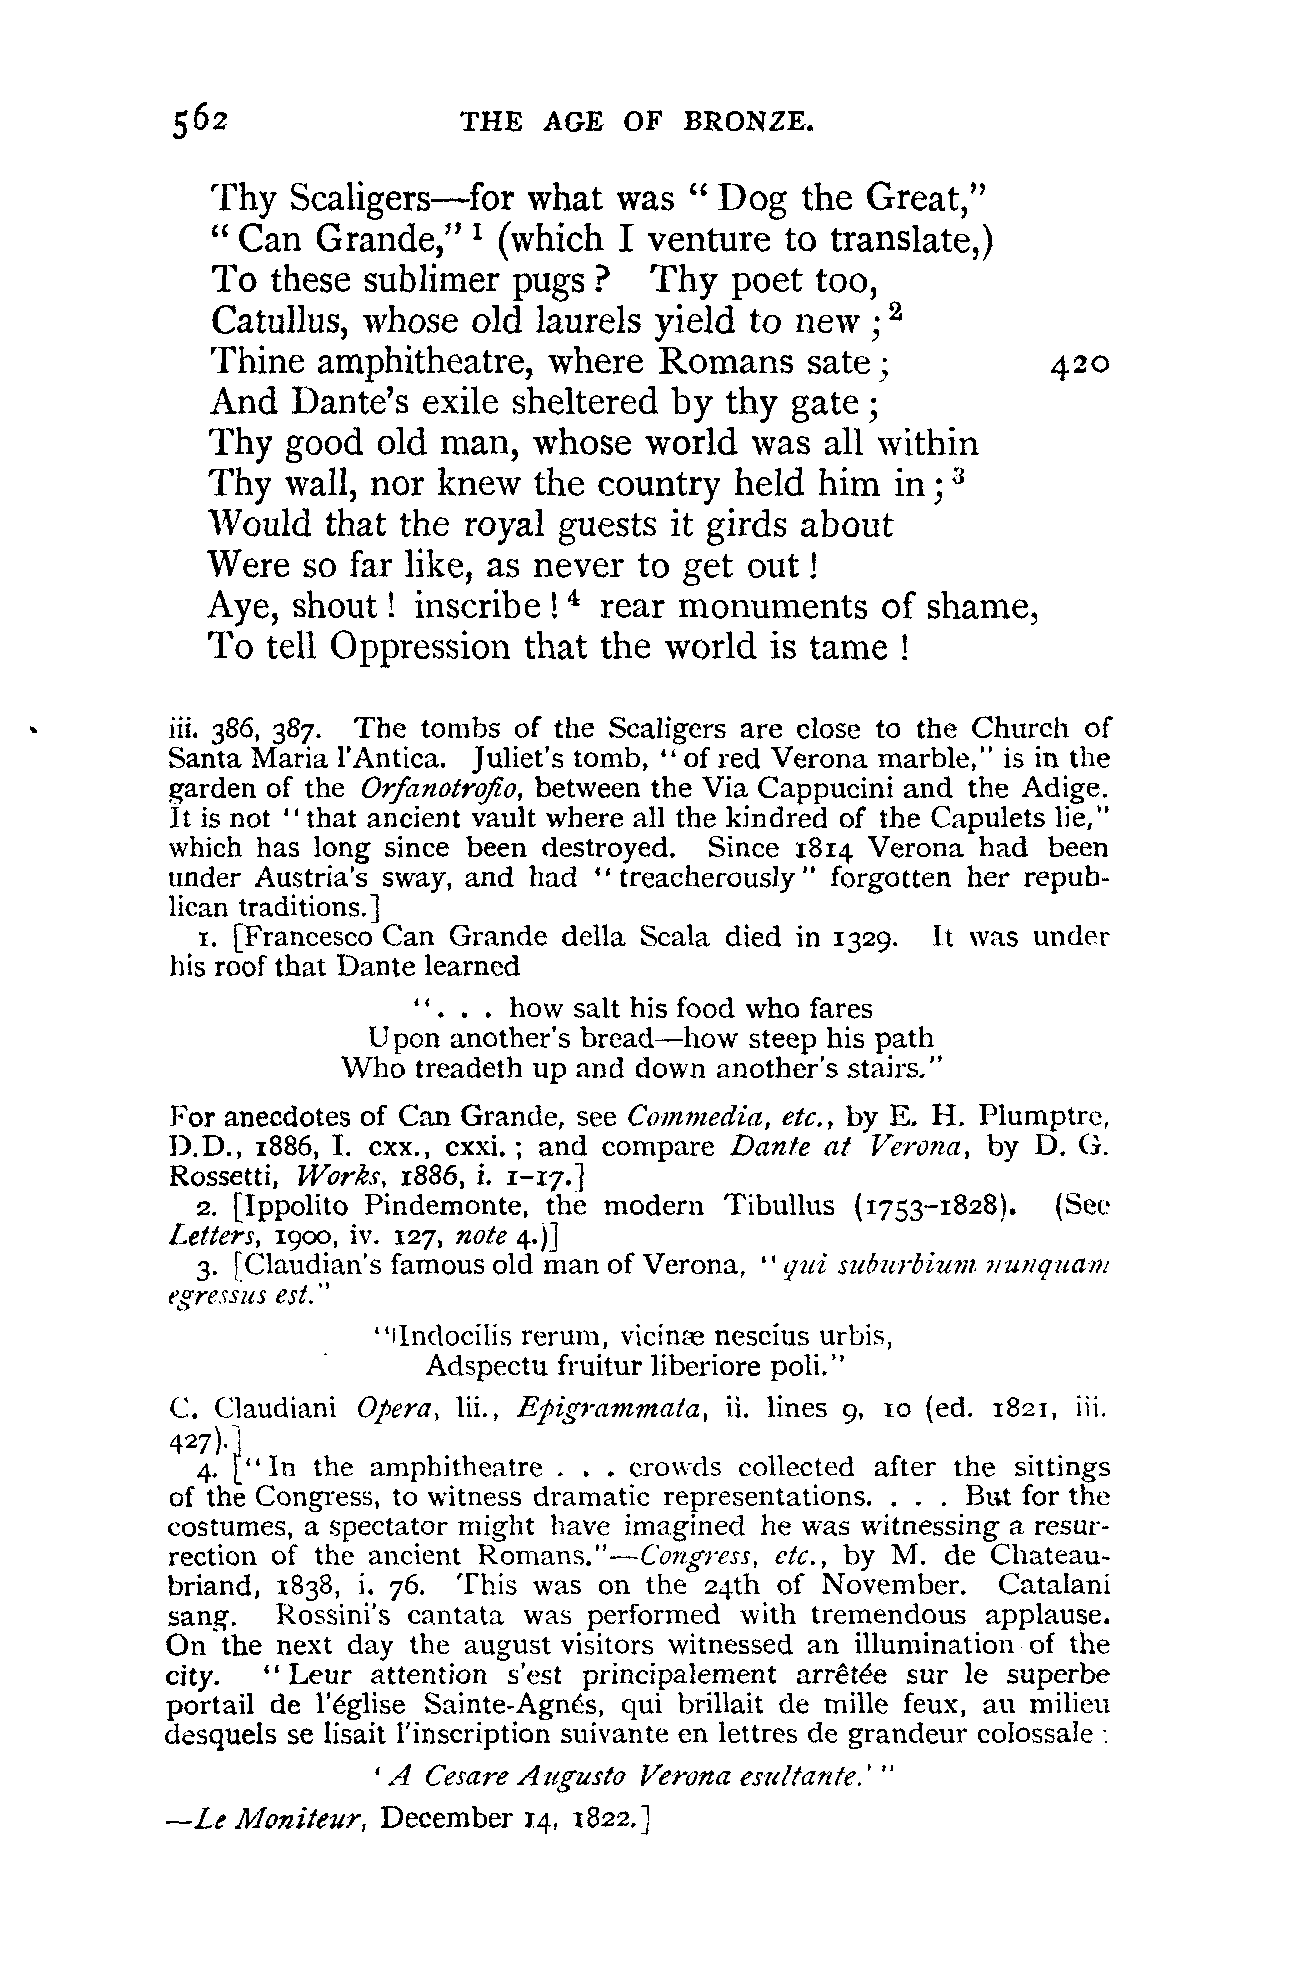 562 THE AGE OF BRONZE.
Thy Scaligers—for what was “Dog the Great,”
“Can Grande,” 1 (which I venture to translate,)
To these sublimer pugs? Thy poet too,
Catullus, whose old laurels yield to new; 2
Thine amphitheatre, where Romans sate; 420
And Dante’s exile sheltered by thy gate;
Thy good old man, whose world was all within
Thy wall, nor knew the country held him in; 3
Would that the royal guests it girds about
Were so far like, as never to get out!
Aye, shout! inscribe! 4 rear monuments of shame,
To tell Oppression that the world is tame!
iii. 386, 387. The tombs of the Scaligers are close to the Church of
Santa Maria l’Antica. Juliet’s tomb, “of red Verona marble,” is in the
garden of the Orfanotrofio, between the Via Cappucini and the Adige.
It is not “that ancient vault where all the kindred of the Capulets lie,”
which has long since been destroyed. Since 1814 Verona had been
under Austria’s sway, and had “treacherously” forgotten her repub-
lican traditions.]
1. [Francesco Can Grande della Scala died in 1329. It was under
his roof that Dante learned
“. . . how salt his food who fares
Upon another’s bread—how steep his path
Who treadeth up and down another’s stairs.”
For anecdotes of Can Grande, see Commedia, etc., by E. H. Plumptre,
D.D., 1886, I. cxx., cxxi.; and compare Dante at Verona, by D. G.
Rossetti, Works, 1886, i. 1-17.]
2. [Ippolito Pindemonte, the modern Tibullus (1753-1828). (See
Letters, 1900, iv. 127, note 4.)]
3. [Claudian’s famous old man of Verona, “qui suburbium nunquam
egressus est.”
“Indocilis rerum, vicinæ nescius urbis,
Adspectu fruitur liberiore poli.”
C. Claudiani Opera, lii., Epigrammata, ii. lines 9, 10 (ed. 1821, iii.
427).]
4. [“In the amphitheatre . . . crowds collected after the sittings
of the Congress, to witness dramatic representations. . . . But for the
costumes, a spectator might have imagined he was witnessing a resur-
rection of the ancient Romans.”—Congress, etc., by M. de Chateau-
briand, 1838, i. 76. This was on the 24th of November. Catalani
sang. Rossini’s cantata was performed with tremendous applause.
On the next day the august visitors witnessed an illumination of the
city. “Leur attention s’est principalement arrêtée sur le superbe
portail de l’église Sainte-Agnés, qui brillait de mille feux, au milieu
desquels se lisait l’inscription suivante en lettres de grandeur colossale:
‘A Cesare Augusto Verona esultante.’”
—Le Moniteur, December 14, 1822.]